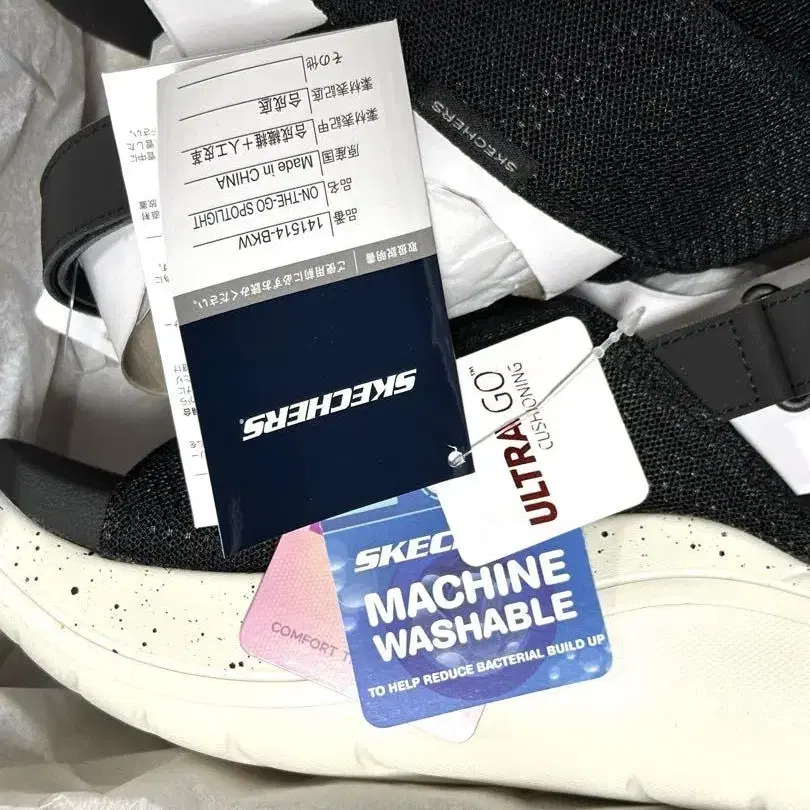 SKECHERS
取扱説明書 | ご使用前に必ずお読みください。
品番 141514-BKW
品名 ON-THE-GO SPOTLIGHT
原産国 Made in CHINA
素材表記甲 合成繊維+人工皮革
素材表記底 合成底
その他
SKECHERS®
ULTRA GO™
CUSHIONING
MACHINE
WASHABLE
TO HELP REDUCE BACTERIAL BUILD UP
COMFORT